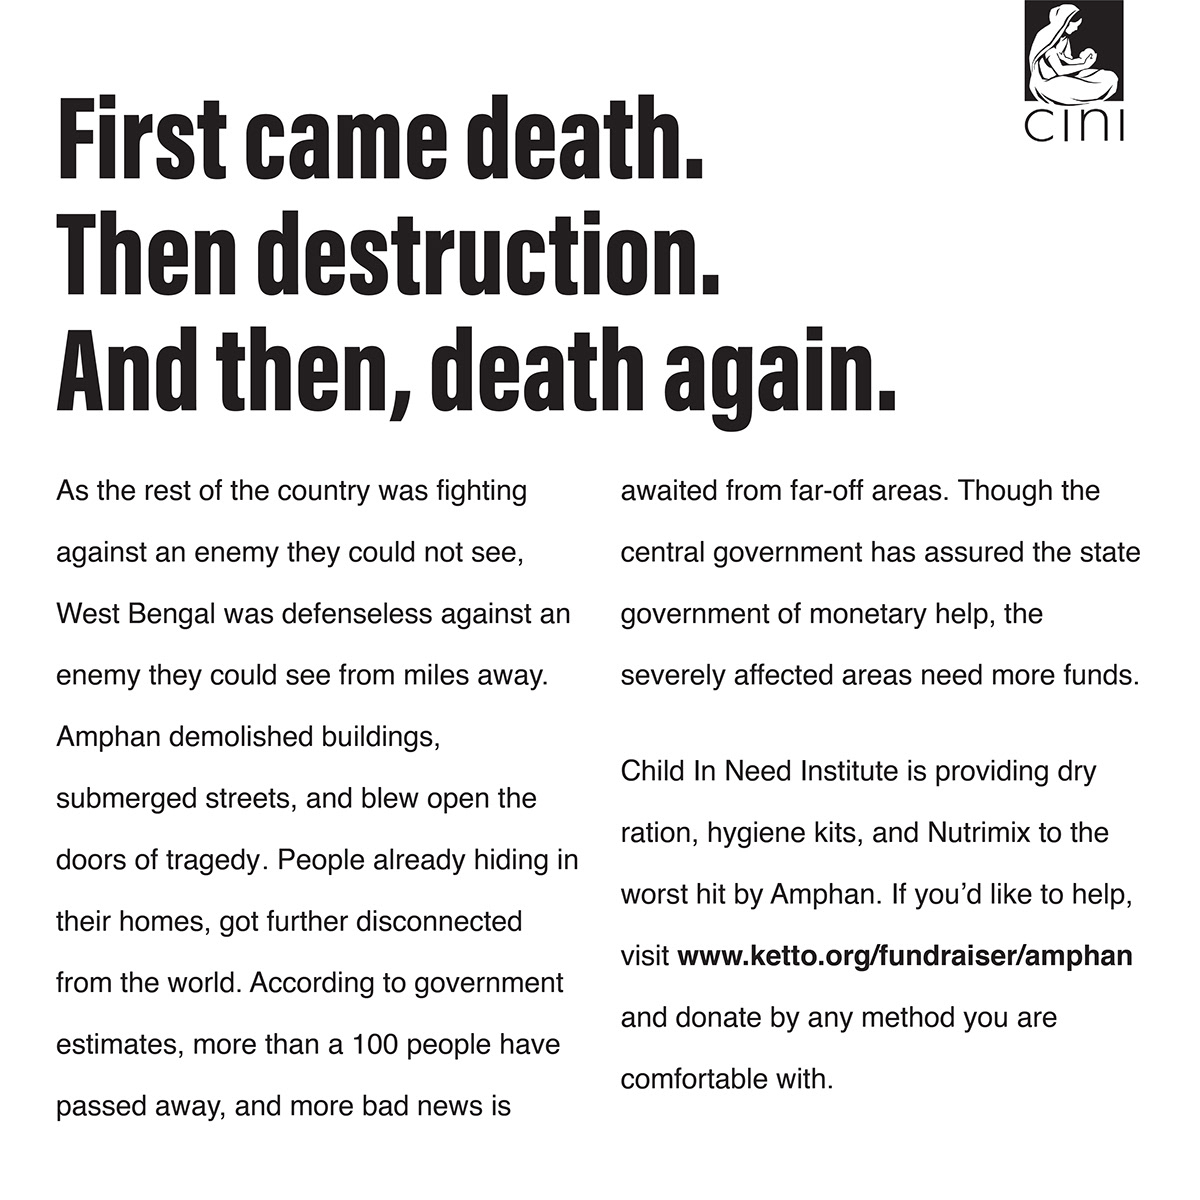 cini
First came death.
Then destruction.
And then, death again.
As the rest of the country was fighting
against an enemy they could not see,
West Bengal was defenseless against an
enemy they could see from miles away.
Amphan demolished buildings,
submerged streets, and blew open the
doors of tragedy. People already hiding in
their homes, got further disconnected
from the world. According to government
estimates, more than a 100 people have
passed away, and more bad news is
awaited from far-off areas. Though the
central government has assured the state
government of monetary help, the
severely affected areas need more funds.
Child In Need Institute is providing dry
ration, hygiene kits, and Nutrimix to the
worst hit by Amphan. If you’d like to help,
visit www.ketto.org/fundraiser/amphan
and donate by any method you are
comfortable with.